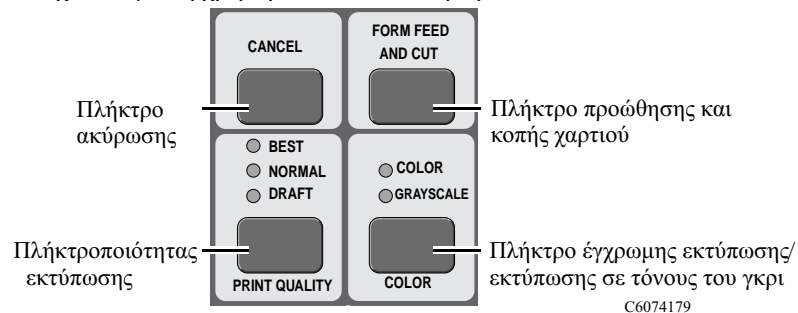 CANCEL
FORM FEED
AND CUT
Πλήκτρο
ακύρωσης
Πλήκτρο προώθησης και
κοπής χαρτιού
BEST
NORMAL
DRAFT
COLOR
GRAYSCALE
Πλήκτροποιότητας
εκτύπωσης
Πλήκτρο έγχρωμης εκτύπωσης/
εκτύπωσης σε τόνους του γκρι
PRINT QUALITY
COLOR
C6074179